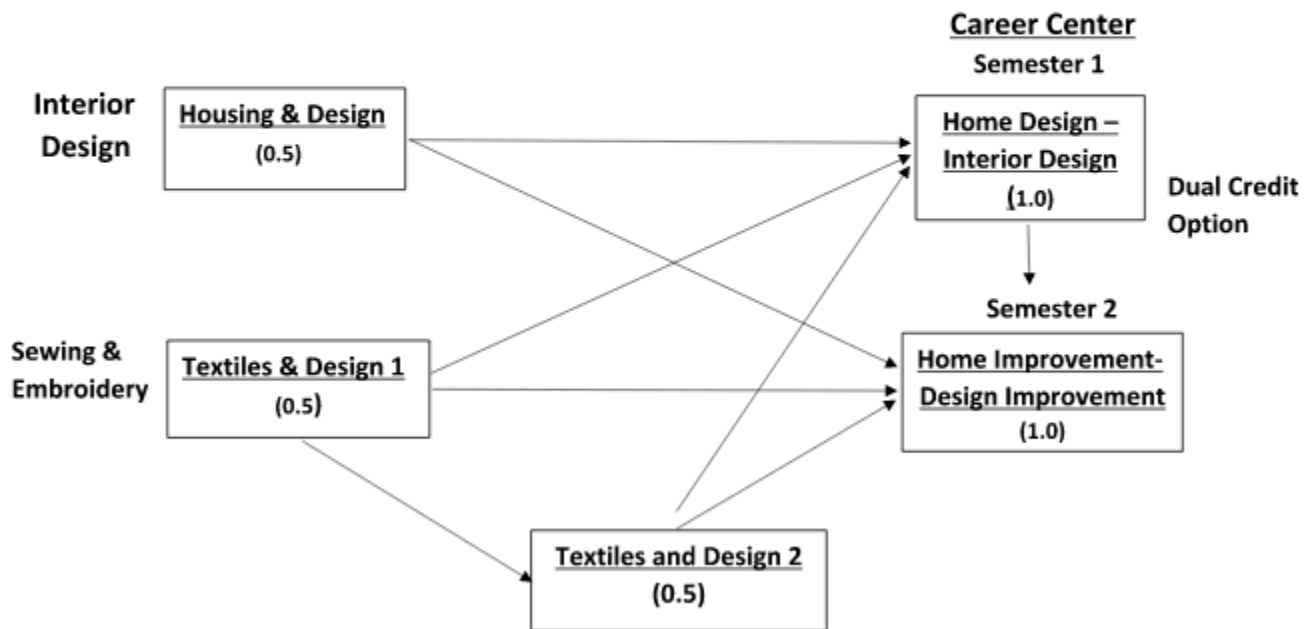 Career Center
Semester 1
Interior
Design
Housing & Design
(0.5)
Home Design –
Interior Design
(1.0)
Dual Credit
Option
Semester 2
Sewing &
Embroidery
Textiles & Design 1
(0.5)
Home Improvement-
Design Improvement
(1.0)
Textiles and Design 2
(0.5)